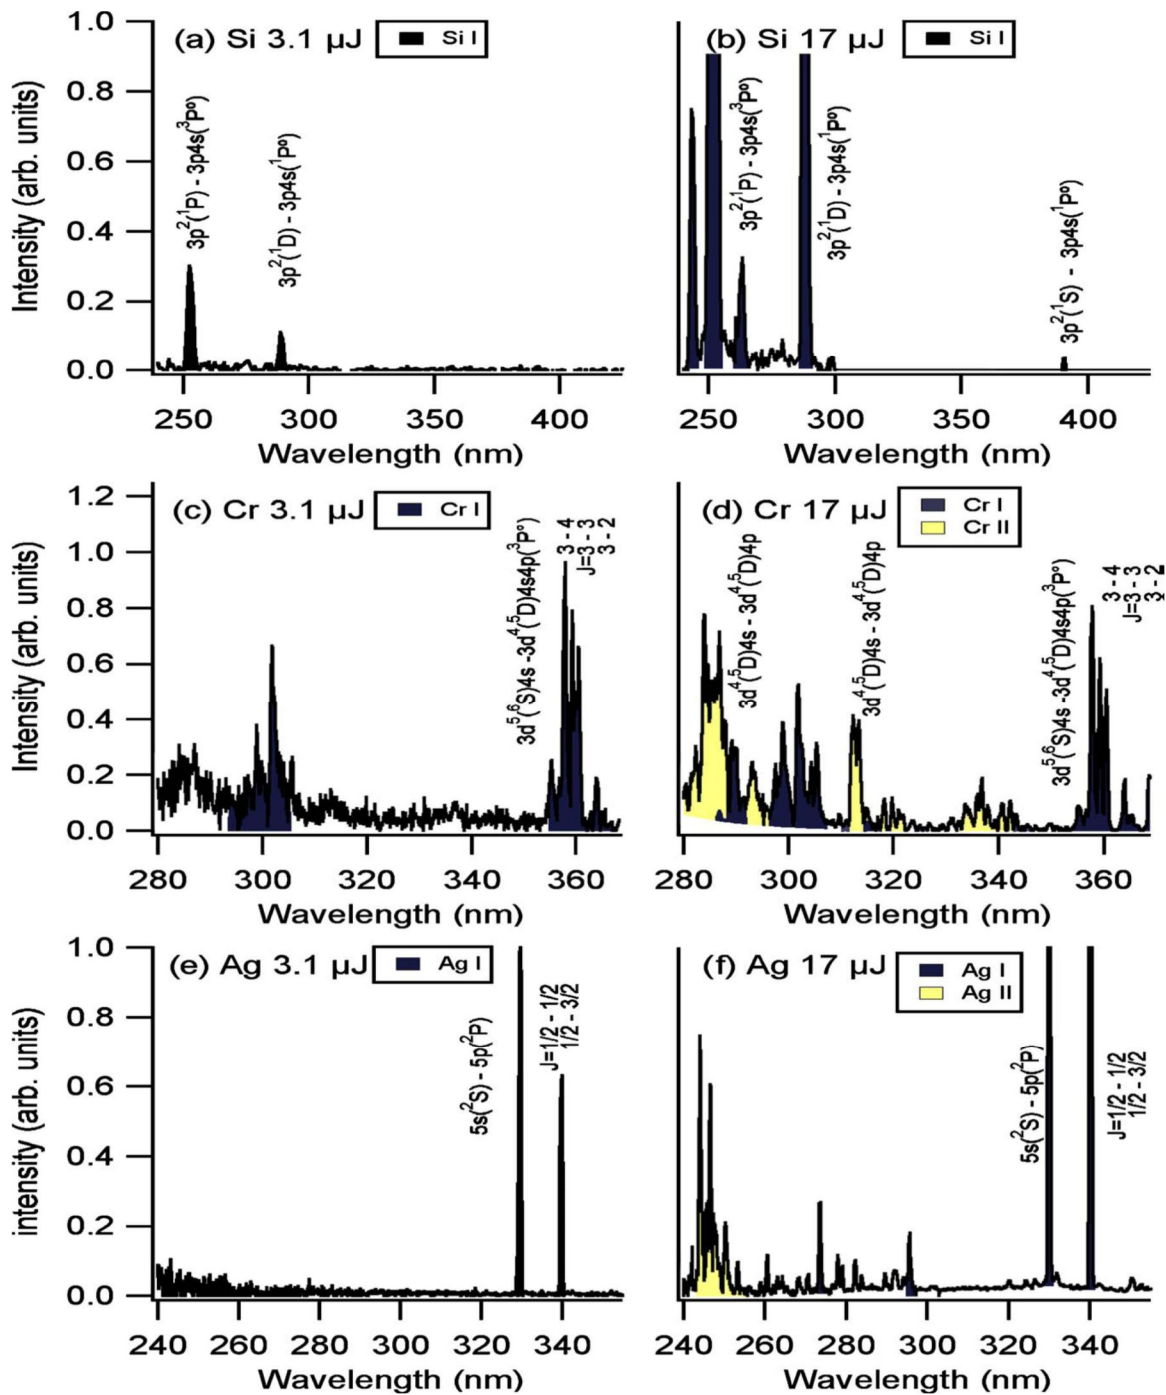 (a) Si 3.1 µJ
Si I
1.0
0.8
0.6
0.4
0.2
0.0
Intensity (arb. units)
3p²(¹P) - 3p4s(³Pº)
3p²(¹D) - 3p4s(¹Pº)
250
300
350
400
Wavelength (nm)
(b) Si 17 µJ
Si I
3p²(¹P) - 3p4s(³Pº)
3p²(¹D) - 3p4s(¹Pº)
3p²(¹S) - 3p4s(¹Pº)
250
300
350
400
Wavelength (nm)
(c) Cr 3.1 µJ
Cr I
1.2
1.0
0.8
0.6
0.4
0.2
0.0
Intensity (arb. units)
3 - 4
J=3 - 3
3 - 2
280
300
320
340
360
Wavelength (nm)
(d) Cr 17 µJ
Cr I
Cr II
3d⁴(⁵D)4s - 3d⁴(⁵D)4p
3d⁴(⁵D)4s - 3d⁴(⁵D)4p
3d⁵(⁶S)4s -3d⁴(⁵D)4s4p(³Pº)
3 - 4
J=3 - 3
3 - 2
280
300
320
340
360
Wavelength (nm)
(e) Ag 3.1 µJ
Ag I
1.0
0.8
0.6
0.4
0.2
0.0
intensity (arb. units)
5s(²S) - 5p(²P)
J=1/2 - 1/2
1/2 - 3/2
240
260
280
300
320
340
Wavelength (nm)
(f) Ag 17 µJ
Ag I
Ag II
5s(²S) - 5p(²P)
J=1/2 - 1/2
1/2 - 3/2
240
260
280
300
320
340
Wavelength (nm)